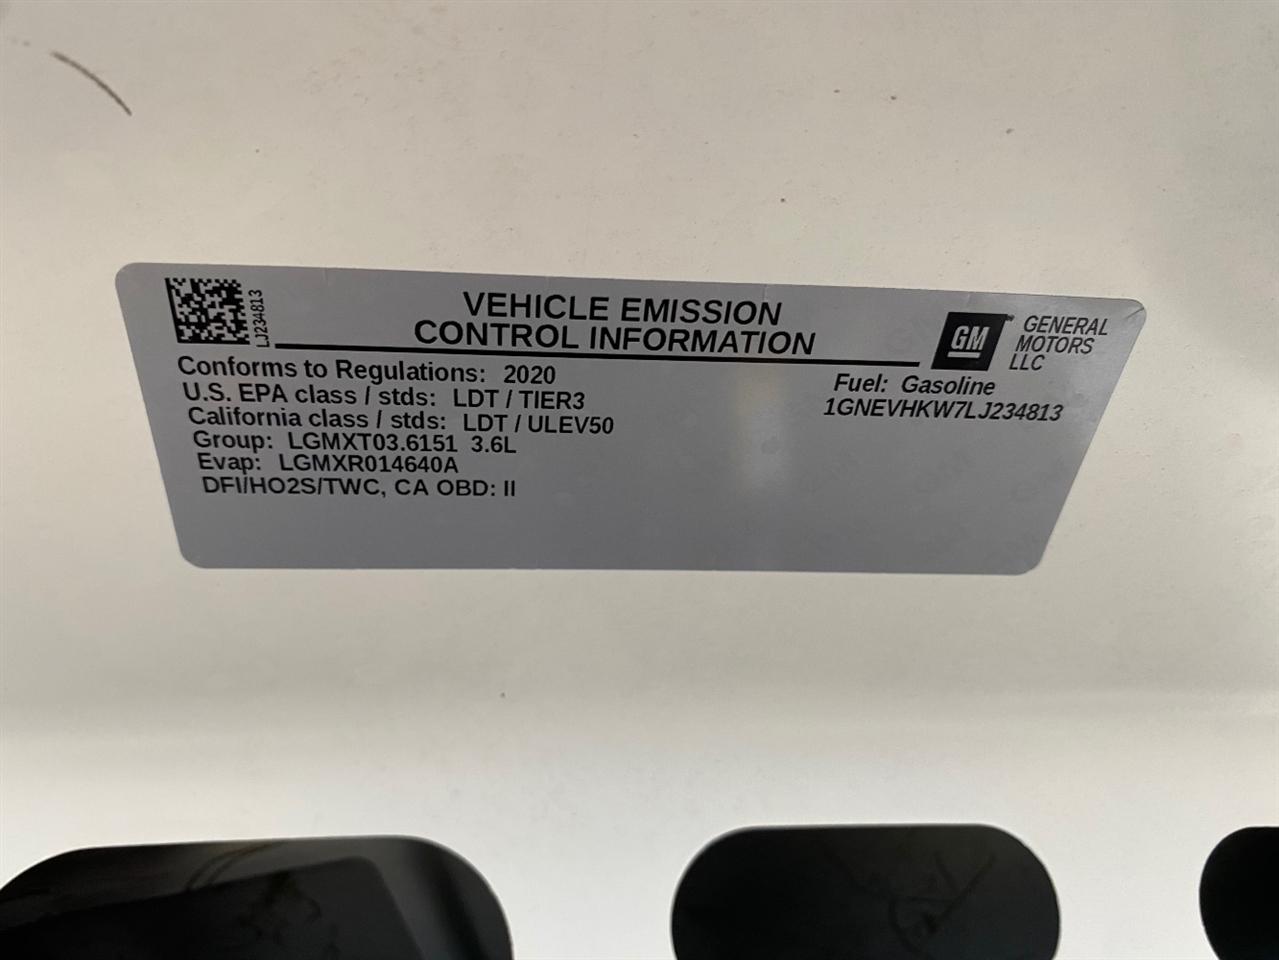 LJ234813
VEHICLE EMISSION
CONTROL INFORMATION
GM
GENERAL
MOTORS
LLC
Conforms to Regulations: 2020
U.S. EPA class / stds: LDT / TIER3
California class / stds: LDT / ULEV50
Group: LGMXT03.6151 3.6L
Evap: LGMXR014640A
DFI/HO2S/TWC, CA OBD: II
Fuel: Gasoline
1GNEVHKW7LJ234813